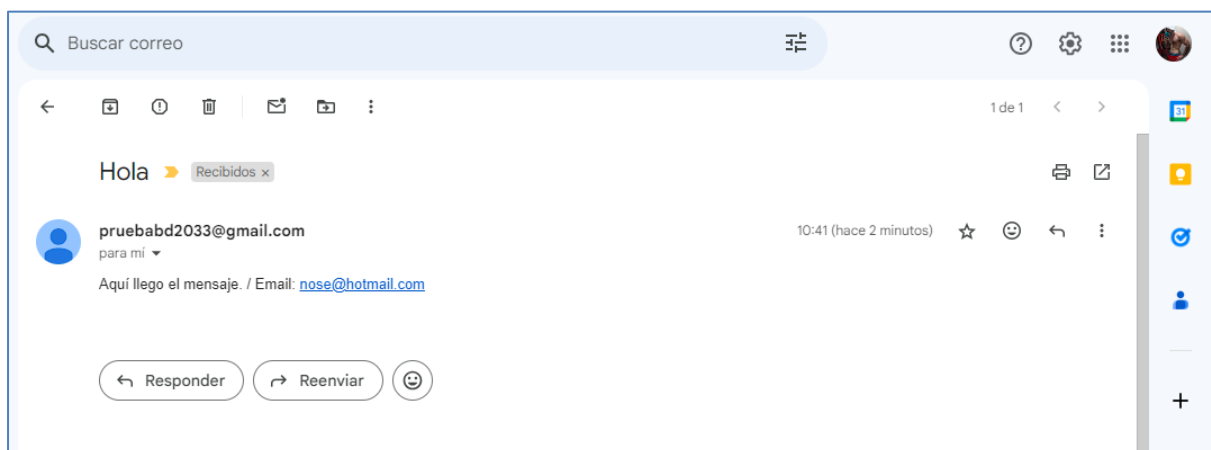 Buscar correo
1 de 1
31
Hola Recibidos x
pruebabd2033@gmail.com 10:41 (hace 2 minutos)
para mí
Aquí llego el mensaje. / Email: nose@hotmail.com
Responder Reenviar